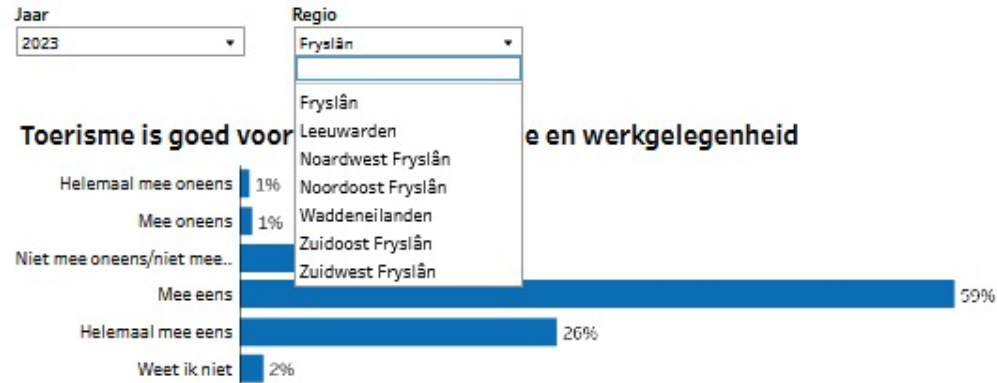 Jaar
2023
Regio
Fryslân
Fryslân
Leeuwarden
Noardwest Fryslân
Noordoost Fryslân
Waddeneilanden
Zuidoost Fryslân
Zuidwest Fryslân
Toerisme is goed voor e en werkgelegenheid
Helemaal mee oneens 1%
Mee oneens 1%
Niet mee oneens/niet mee..
Mee eens 59%
Helemaal mee eens 26%
Weet ik niet 2%